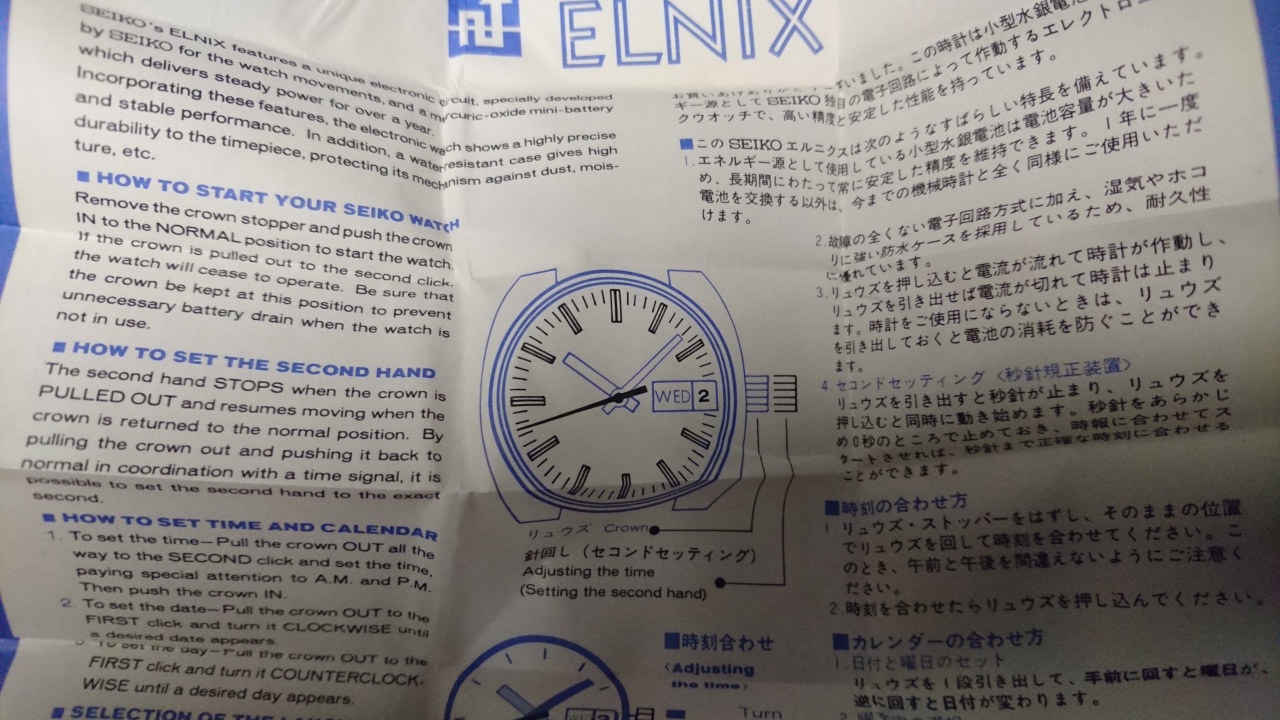 ELNIX
SEIKO's ELNIX features a unique electronic circuit, specially developed
by SEIKO for the watch movements, and a mercuric-oxide mini-battery
which delivers steady power for over a year.
Incorporating these features, the electronic watch shows a highly precise
and stable performance. In addition, a water resistant case gives high
durability to the timepiece, protecting its mechanism against dust, mois-
ture, etc.
■ HOW TO START YOUR SEIKO WATCH
Remove the crown stopper and push the crown
IN to the NORMAL position to start the watch.
If the crown is pulled out to the second click,
the watch will cease to operate. Be sure that
the crown be kept at this position to prevent
unnecessary battery drain when the watch is
not in use.
■ HOW TO SET THE SECOND HAND
The second hand STOPS when the crown is
PULLED OUT and resumes moving when the
crown is returned to the normal position. By
pulling the crown out and pushing it back to
normal in coordination with a time signal, it is
possible to set the second hand to the exact
second.
■ HOW TO SET TIME AND CALENDAR
1. To set the time—Pull the crown OUT all the
way to the SECOND click and set the time,
paying special attention to A.M. and P.M.
Then push the crown IN.
2. To set the date—Pull the crown OUT to the
FIRST click and turn it CLOCKWISE until
a desired date appears.
3. To set the day—Pull the crown OUT to the
FIRST click and turn it COUNTERCLOCK-
WISE until a desired day appears.
■ SELECTION OF THE
WED 2
リュウズ Crown
針回し（セコンドセッティング）
Adjusting the time
(Setting the second hand)
■時刻合わせ
〈Adjusting
the time〉
Turn
ざいました。この時計は小型水銀電池
ギー源として SEIKO 独自の電子回路によって作動するエレクトロニ
クウオッチで、高い精度と安定した性能を持っています。
■この SEIKO エルニクスは次のようなすばらしい特長を備えています。
1. エネルギー源として使用している小型水銀電池は電池容量が大きいた
め、長期間にわたって常に安定した精度を維持できます。1年に一度
電池を交換する以外は、今までの機械時計と全く同様にご使用いただ
けます。
2. 故障の全くない電子回路方式に加え、湿気やホコ
リに強い防水ケースを採用しているため、耐久性
に優れています。
3. リュウズを押し込むと電流が流れて時計が作動し、
リュウズを引き出せば電流が切れて時計は止まり
ます。時計をご使用にならないときは、リュウズ
を引き出しておくと電池の消耗を防ぐことができ
ます。
4. セコンドセッティング〈秒針規正装置〉
リュウズを引き出すと秒針が止まり、リュウズを
押し込むと同時に動き始めます。秒針をあらかじ
め0秒のところで止めておき、時報に合わせてス
タートさせれば、秒針まで正確な時刻に合わせる
ことができます。
■時刻の合わせ方
1 リュウズ・ストッパーをはずし、そのままの位置
でリュウズを回して時刻を合わせてください。こ
のとき、午前と午後を間違えないようにご注意く
ださい。
2. 時刻を合わせたらリュウズを押し込んでください。
■カレンダーの合わせ方
1. 日付と曜日のセット
リュウズを1段引き出して、手前に回すと曜日が、
逆に回すと日付が変わります。